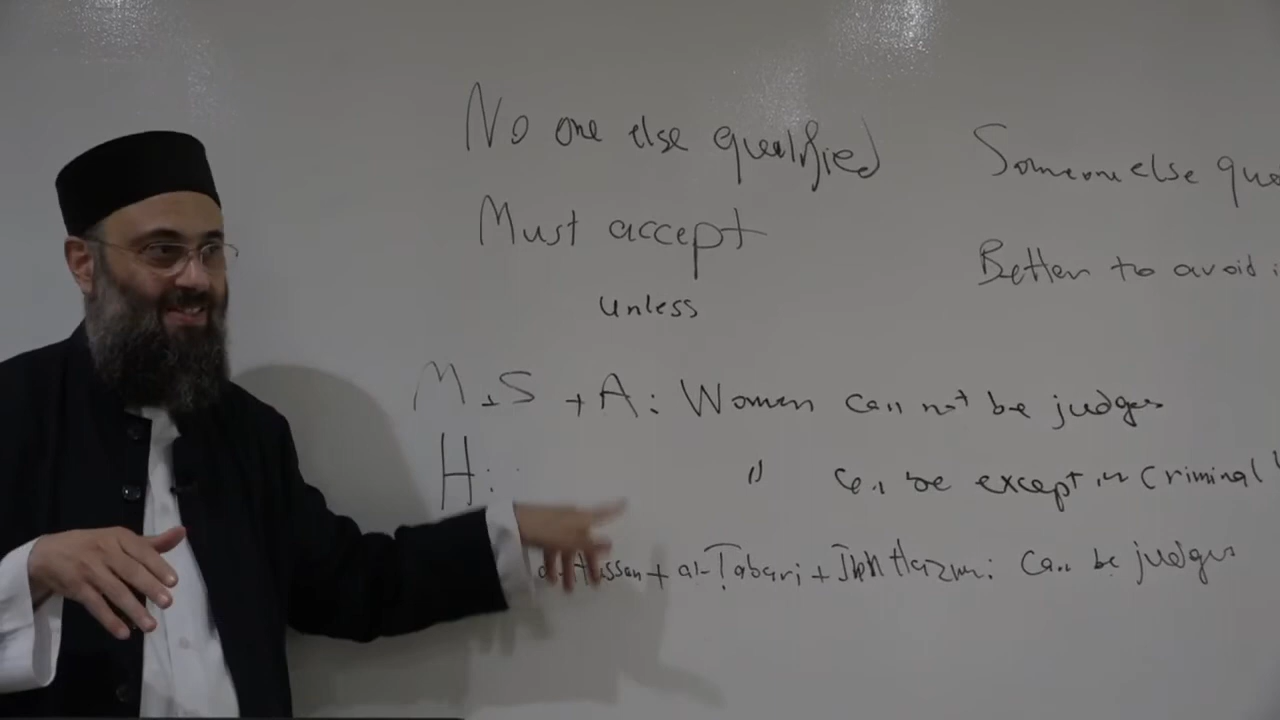 No one else qualified
Must accept
unless
Someone else
Better to avoid
M + S + A: Women can not be judges
H: " can be except in Criminal
al-Hassan + al-Tabari + Ibn Hazm: can be judges